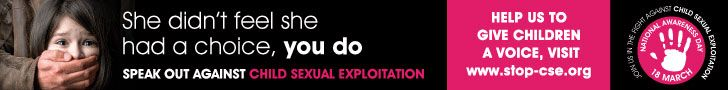 She didn't feel she
had a choice, you do
SPEAK OUT AGAINST CHILD SEXUAL EXPLOITATION
HELP US TO
GIVE CHILDREN
A VOICE, VISIT
www.stop-cse.org
JOIN US IN THE FIGHT AGAINST CHILD SEXUAL EXPLOITATION
NATIONAL AWARENESS DAY
18 MARCH